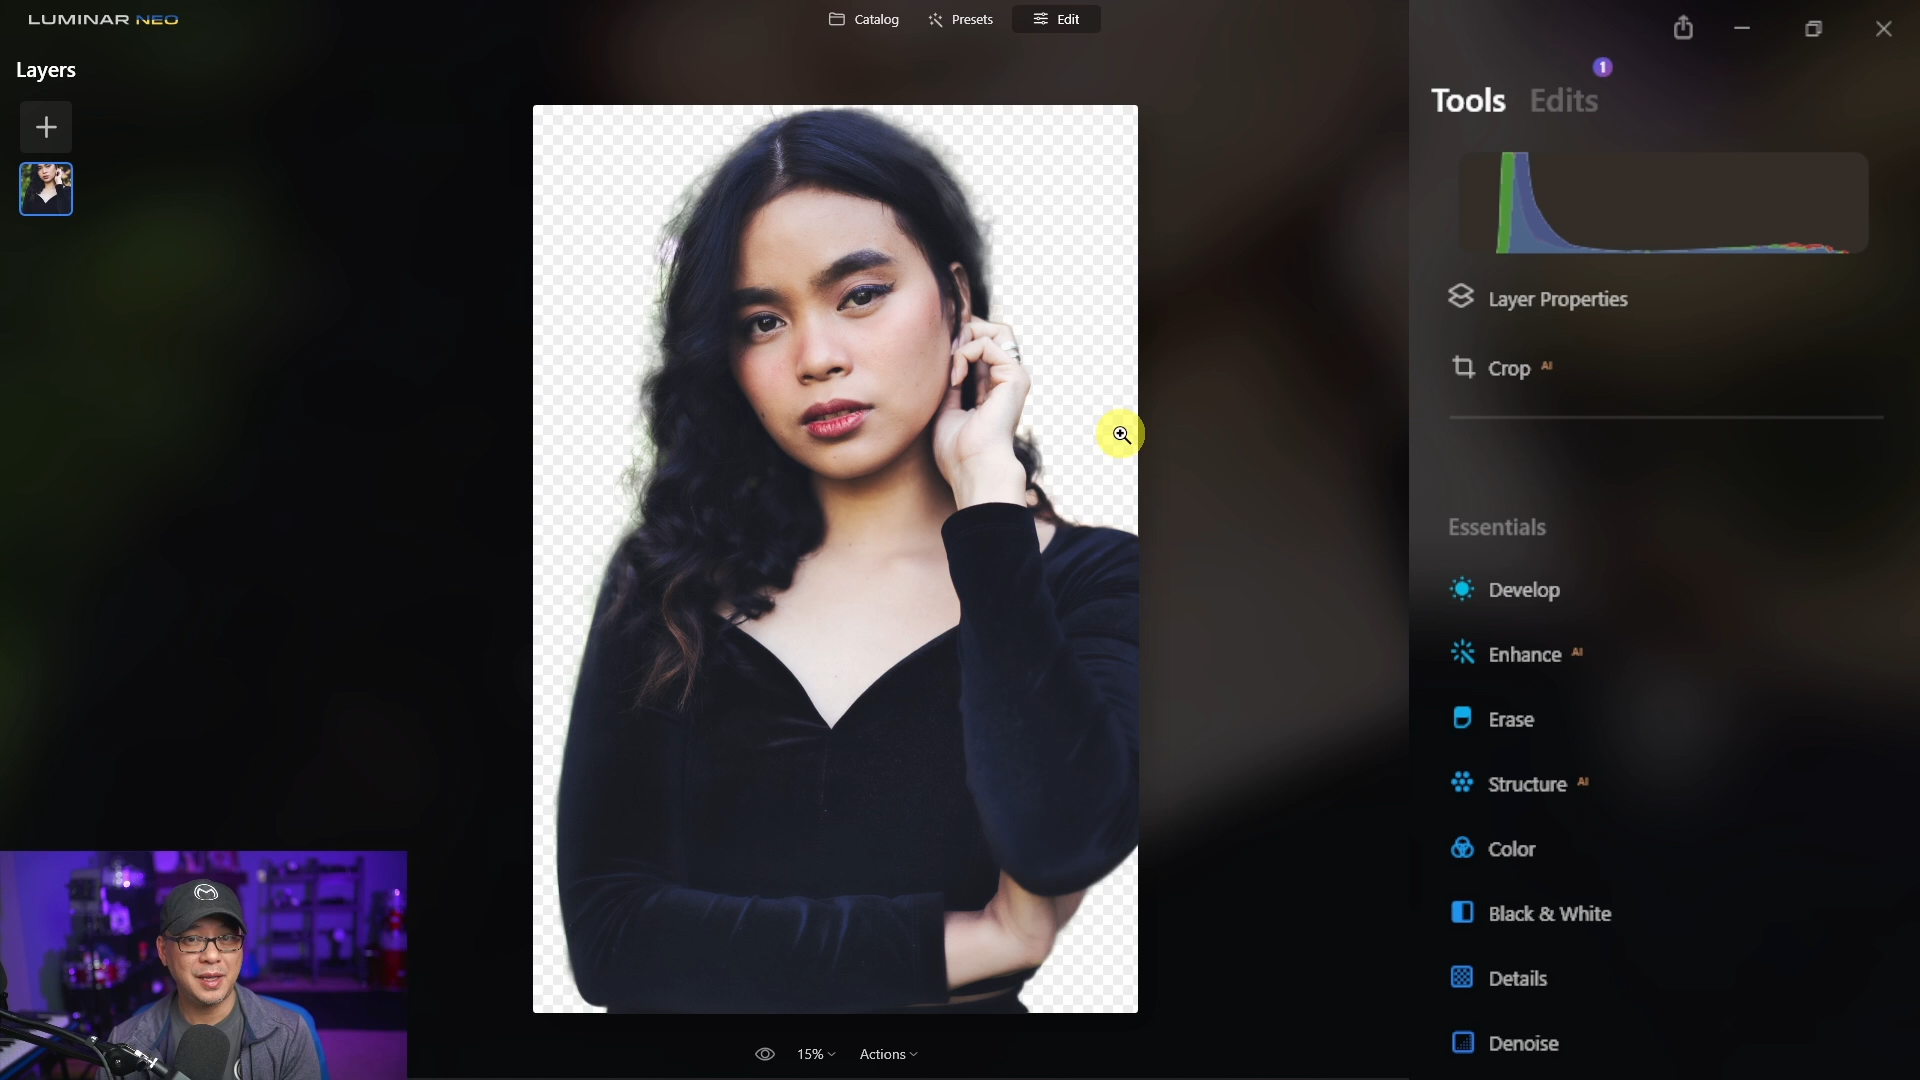 LUMINAR NEO
Catalog
Presets
Edit
Layers
1
Tools
Edits
Layer Properties
Crop AI
Essentials
Develop
Enhance AI
Erase
Structure AI
Color
Black & White
Details
Denoise
15%
Actions